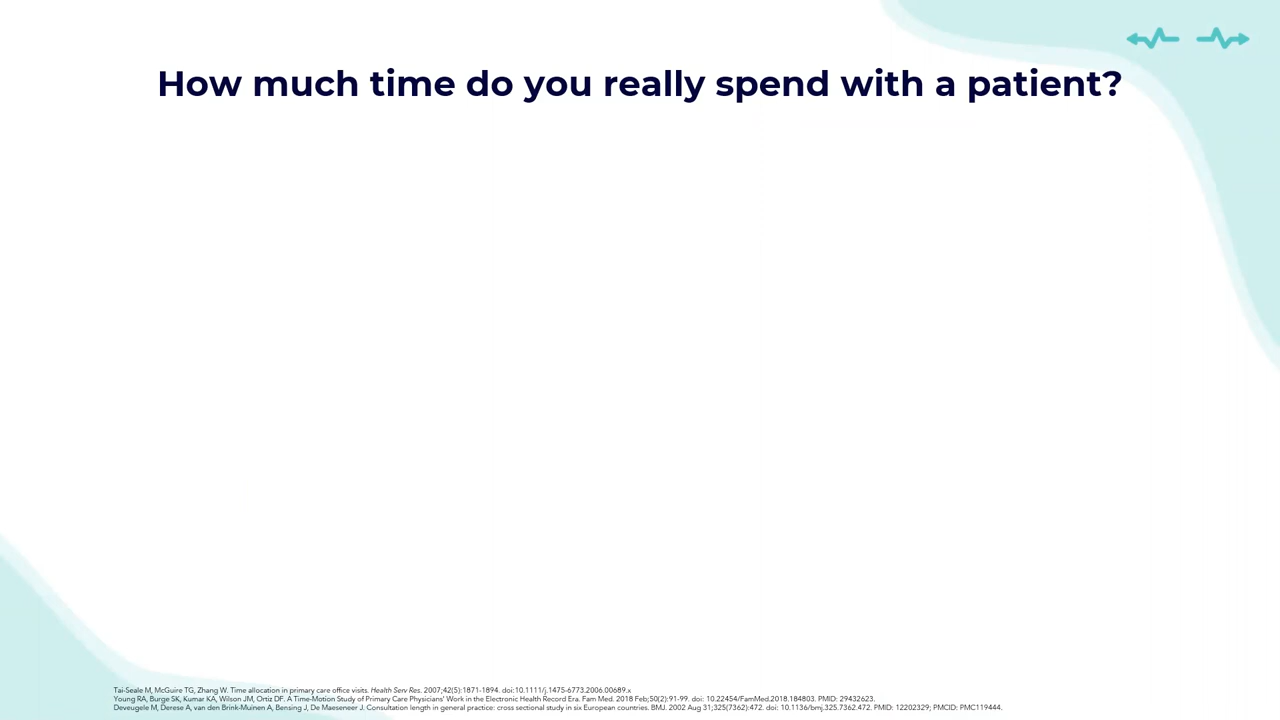 How much time do you really spend with a patient?
Tai-Seale M, McGuire TG, Zhang W. Time allocation in primary care office visits. Health Serv Res. 2007;42(5):1871-1894. doi:10.1111/j.1475-6773.2006.00689.x
Young RA, Burge SK, Kumar KA, Wilson JM, Ortiz DF. A Time-Motion Study of Primary Care Physicians' Work in the Electronic Health Record Era. Fam Med. 2018 Feb;50(2):91-99. doi: 10.22454/FamMed.2018.184803. PMID: 29432623.
Deveugele M, Derese A, van den Brink-Muinen A, Bensing J, De Maeseneer J. Consultation length in general practice: cross sectional study in six European countries. BMJ. 2002 Aug 31;325(7362):472. doi: 10.1136/bmj.325.7362.472. PMID: 12202329; PMCID: PMC119444.